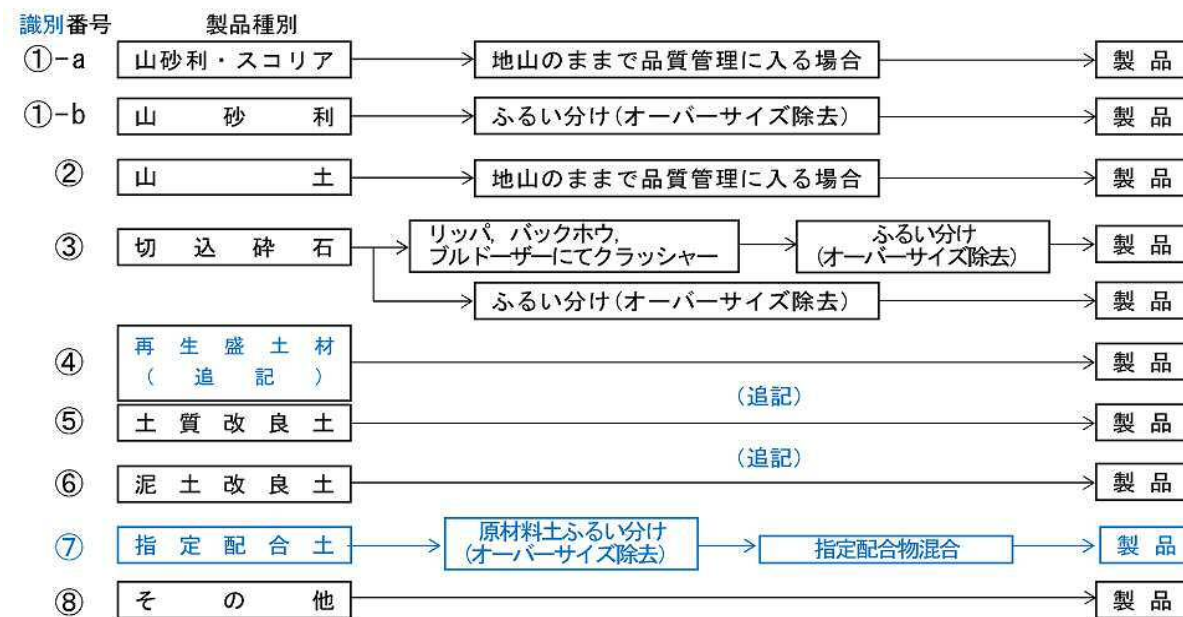 識別番号 製品種別
①-a 山砂利・スコリア 地山のままで品質管理に入る場合 製品
①-b 山砂利 ふるい分け(オーバーサイズ除去) 製品
② 山土 地山のままで品質管理に入る場合 製品
③ 切込砕石 リッパ, バックホウ,
ブルドーザーにてクラッシャー ふるい分け
(オーバーサイズ除去) 製品
ふるい分け(オーバーサイズ除去) 製品
④ 再生盛土材
(追記) 製品
(追記)
⑤ 土質改良土 製品
(追記)
⑥ 泥土改良土 製品
⑦ 指定配合土 原材料土ふるい分け
(オーバーサイズ除去) 指定配合物混合 製品
⑧ その他 製品